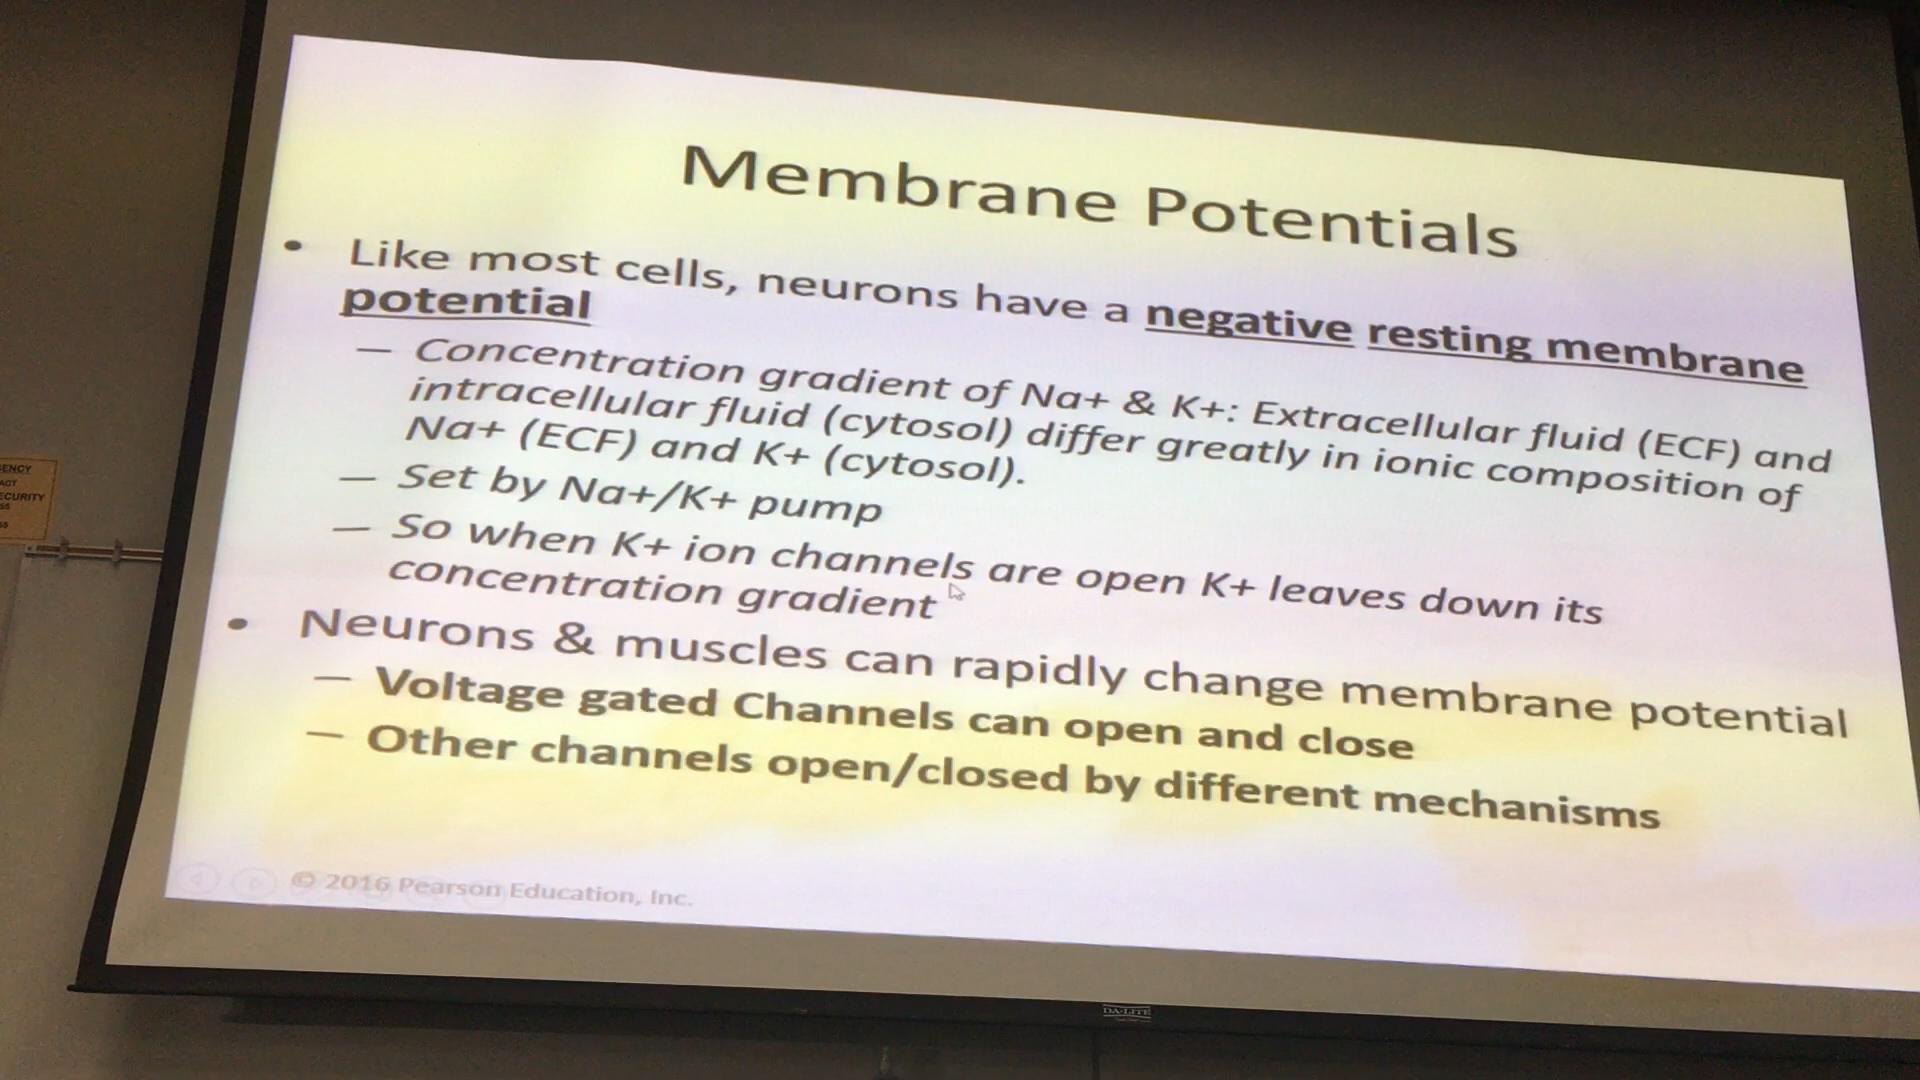 Membrane Potentials
• Like most cells, neurons have a negative resting membrane
potential
– Concentration gradient of Na+ & K+: Extracellular fluid (ECF) and
intracellular fluid (cytosol) differ greatly in ionic composition of
Na+ (ECF) and K+ (cytosol).
– Set by Na+/K+ pump
– So when K+ ion channels are open K+ leaves down its
concentration gradient
• Neurons & muscles can rapidly change membrane potential
– Voltage gated Channels can open and close
– Other channels open/closed by different mechanisms
© 2016 Pearson Education, Inc.
DA-LITE